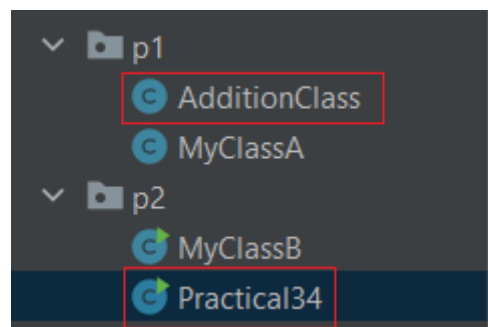 p1
AdditionClass
MyClassA
p2
MyClassB
Practical34